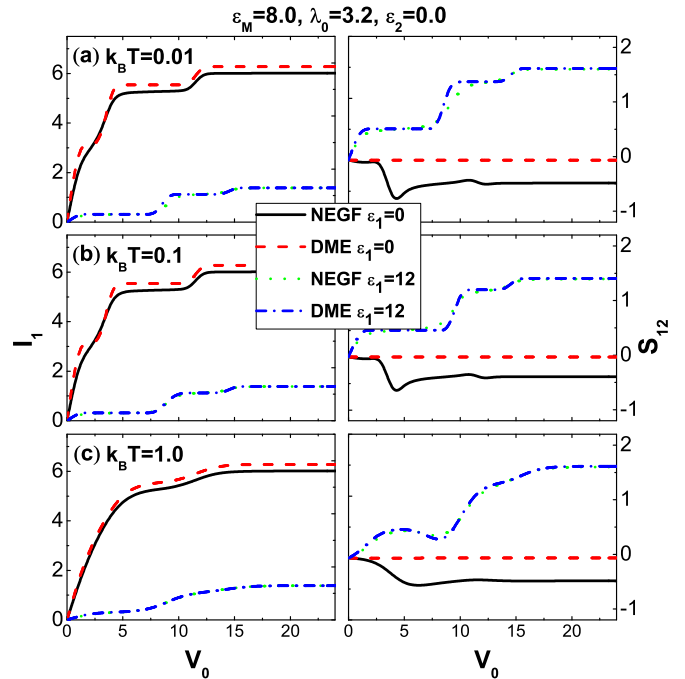 ε_M=8.0, λ_0=3.2, ε_2=0.0
(a) k_BT=0.01
6
4
2
0
2
1
0
-1
NEGF ε_1=0
DME ε_1=0
NEGF ε_1=12
DME ε_1=12
(b) k_BT=0.1
6
4
2
0
2
1
0
-1
I_1
S_12
(c) k_BT=1.0
6
4
2
0
2
1
0
-1
0 5 10 15 20
0 5 10 15 20
V_0
V_0